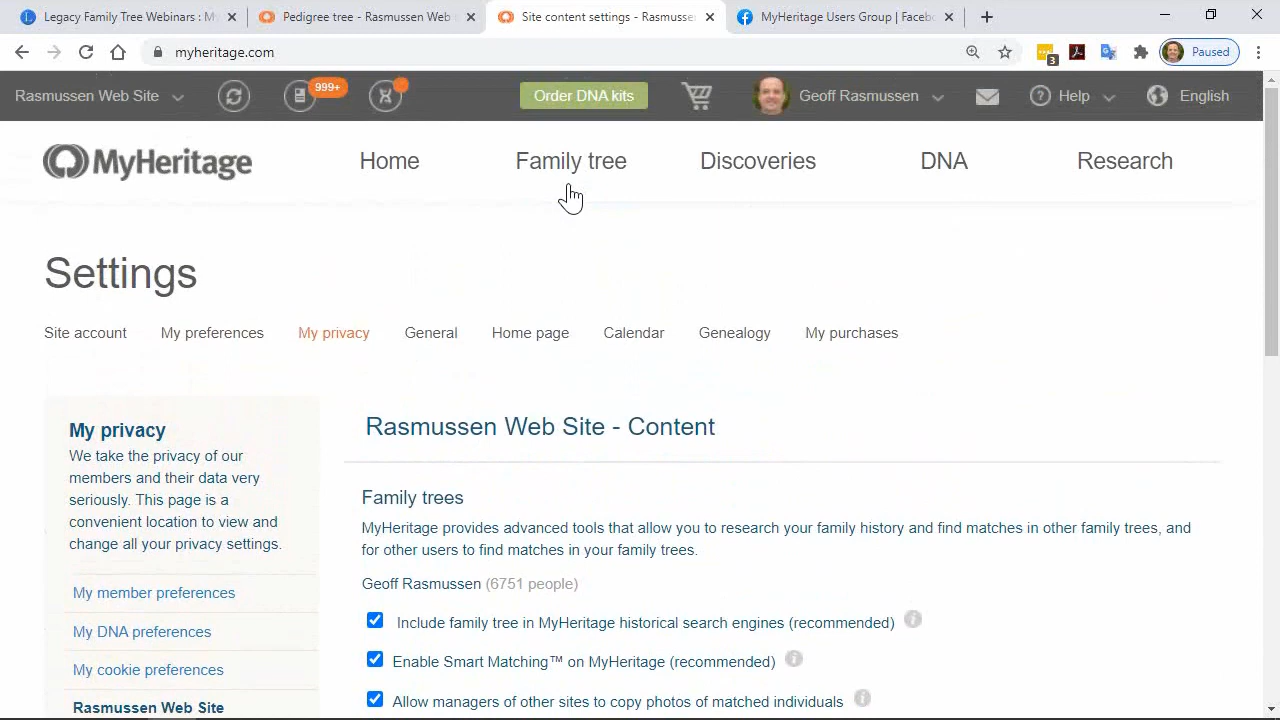 Legacy Family Tree Webinars : M
Pedigree tree - Rasmussen Web
Site content settings - Rasmusse
MyHeritage Users Group | Faceb
myheritage.com
3
Paused
Rasmussen Web Site
999+
Order DNA kits
Geoff Rasmussen
Help
English
MyHeritage
Home
Family tree
Discoveries
DNA
Research
Settings
Site account
My preferences
My privacy
General
Home page
Calendar
Genealogy
My purchases
My privacy
We take the privacy of our
members and their data very
seriously. This page is a
convenient location to view and
change all your privacy settings.
My member preferences
My DNA preferences
My cookie preferences
Rasmussen Web Site
Rasmussen Web Site - Content
Family trees
MyHeritage provides advanced tools that allow you to research your family history and find matches in other family trees, and
for other users to find matches in your family trees.
Geoff Rasmussen (6751 people)
Include family tree in MyHeritage historical search engines (recommended)
Enable Smart Matching™ on MyHeritage (recommended)
Allow managers of other sites to copy photos of matched individuals